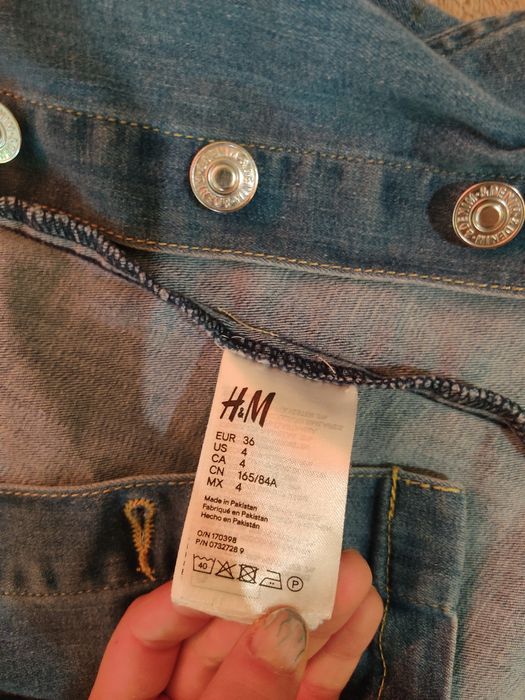 H&M
EUR 36
US 4
CA 4
CN 165/84A
MX 4
Made in Pakistan
Fabriqué en Pakistan
Hecho en Pakistán
O/N 170398
P/N 0732728 9
40
P